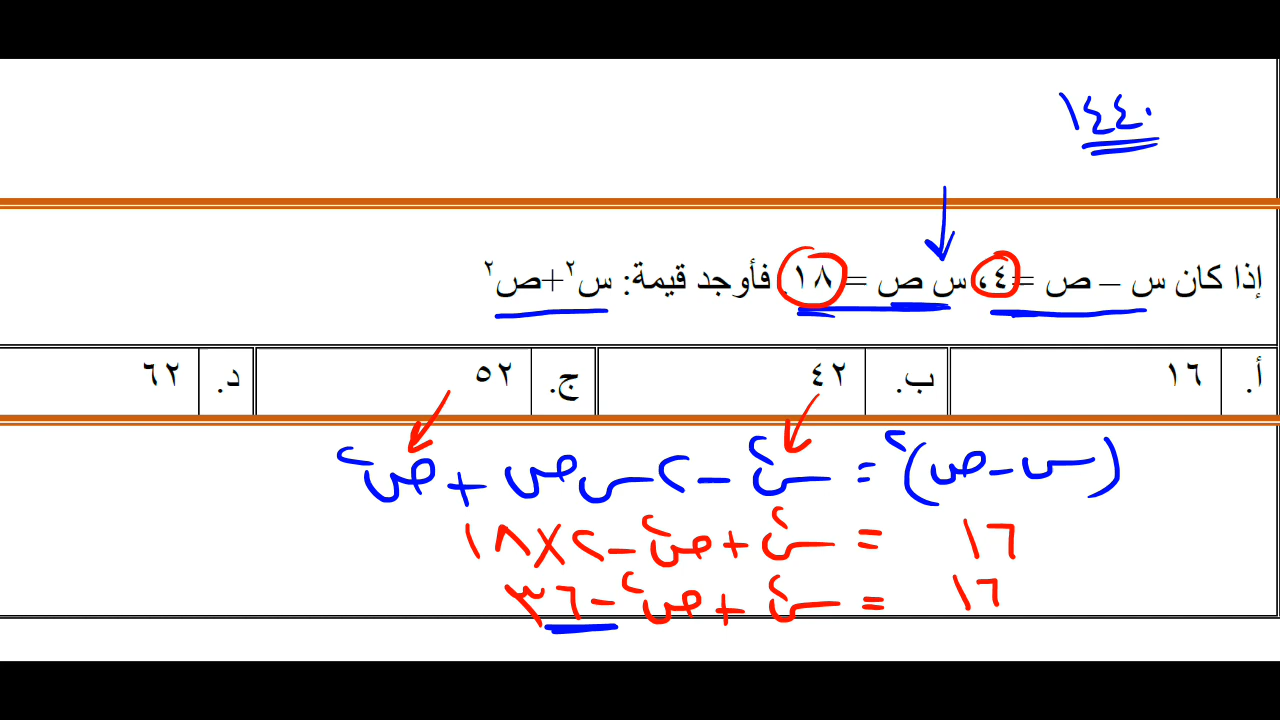 ١٤٤٠
إذا كان س – ص =٤، س ص = ١٨ فأوجد قيمة: س٢+ص٢
أ. ١٦ ب. ٤٢ ج. ٥٢ د. ٦٢
(س-ص)٢ = س٢ - ٢س ص + ص٢
١٦ = س٢ + ص٢ - ٢×١٨
١٦ = س٢ + ص٢ - ٣٦